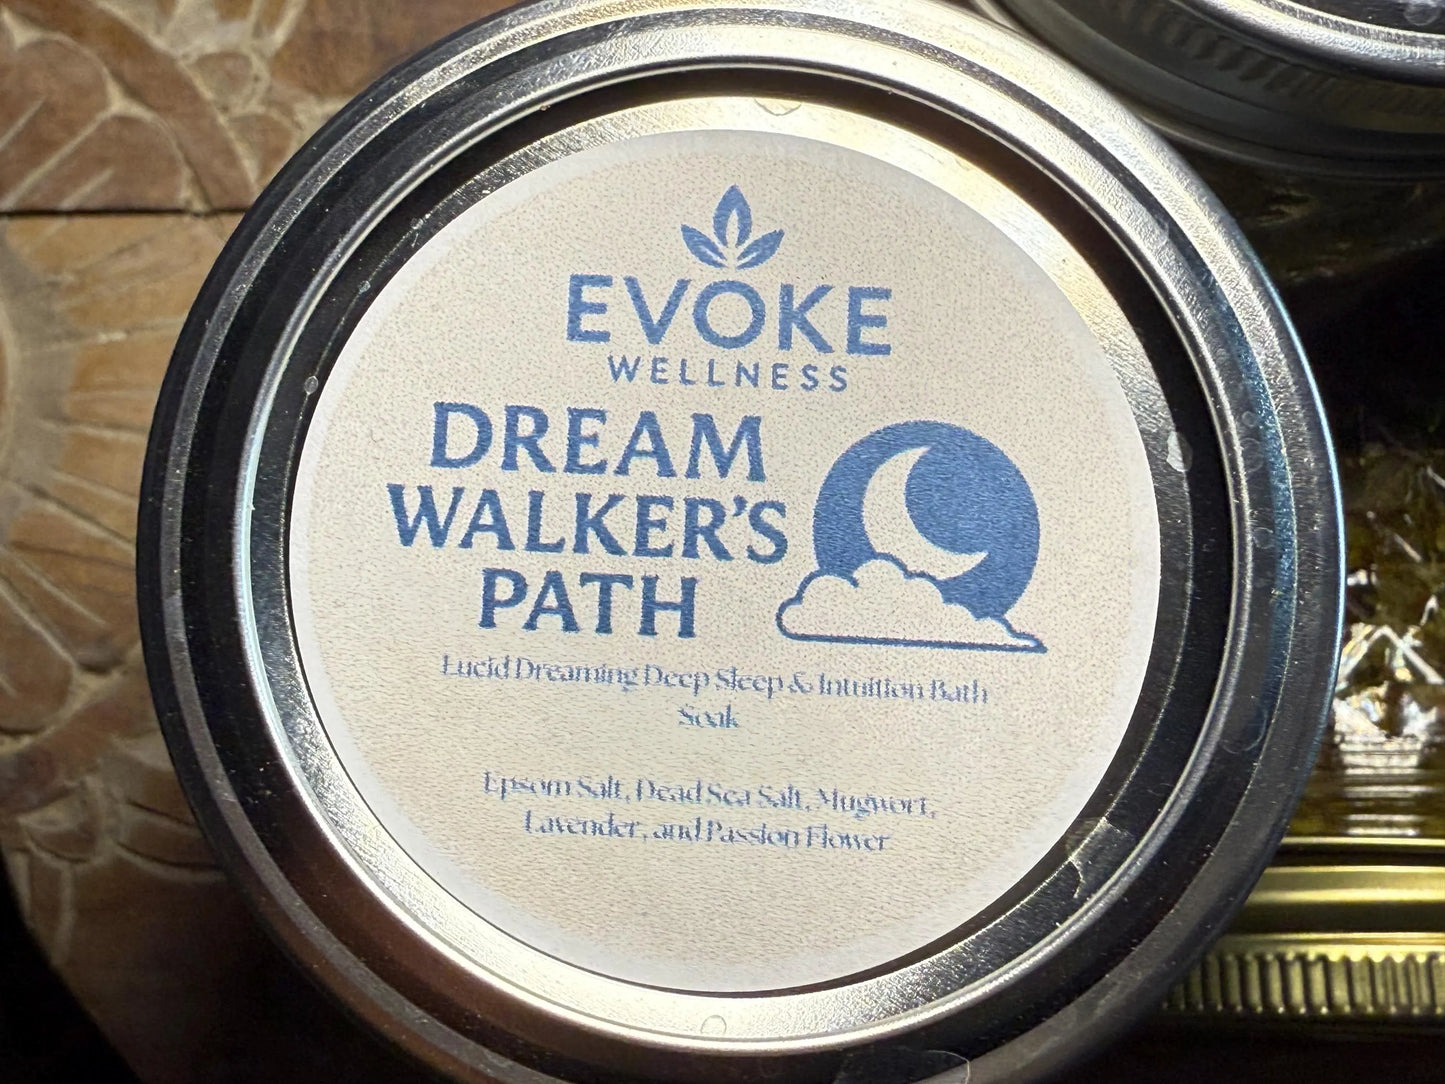 EVOKE
WELLNESS
DREAM
WALKER'S
PATH
Lucid Dreaming Deep Sleep & Intuition Bath
Soak
Epsom Salt, Dead Sea Salt, Mugwort,
Lavender, and Passion Flower